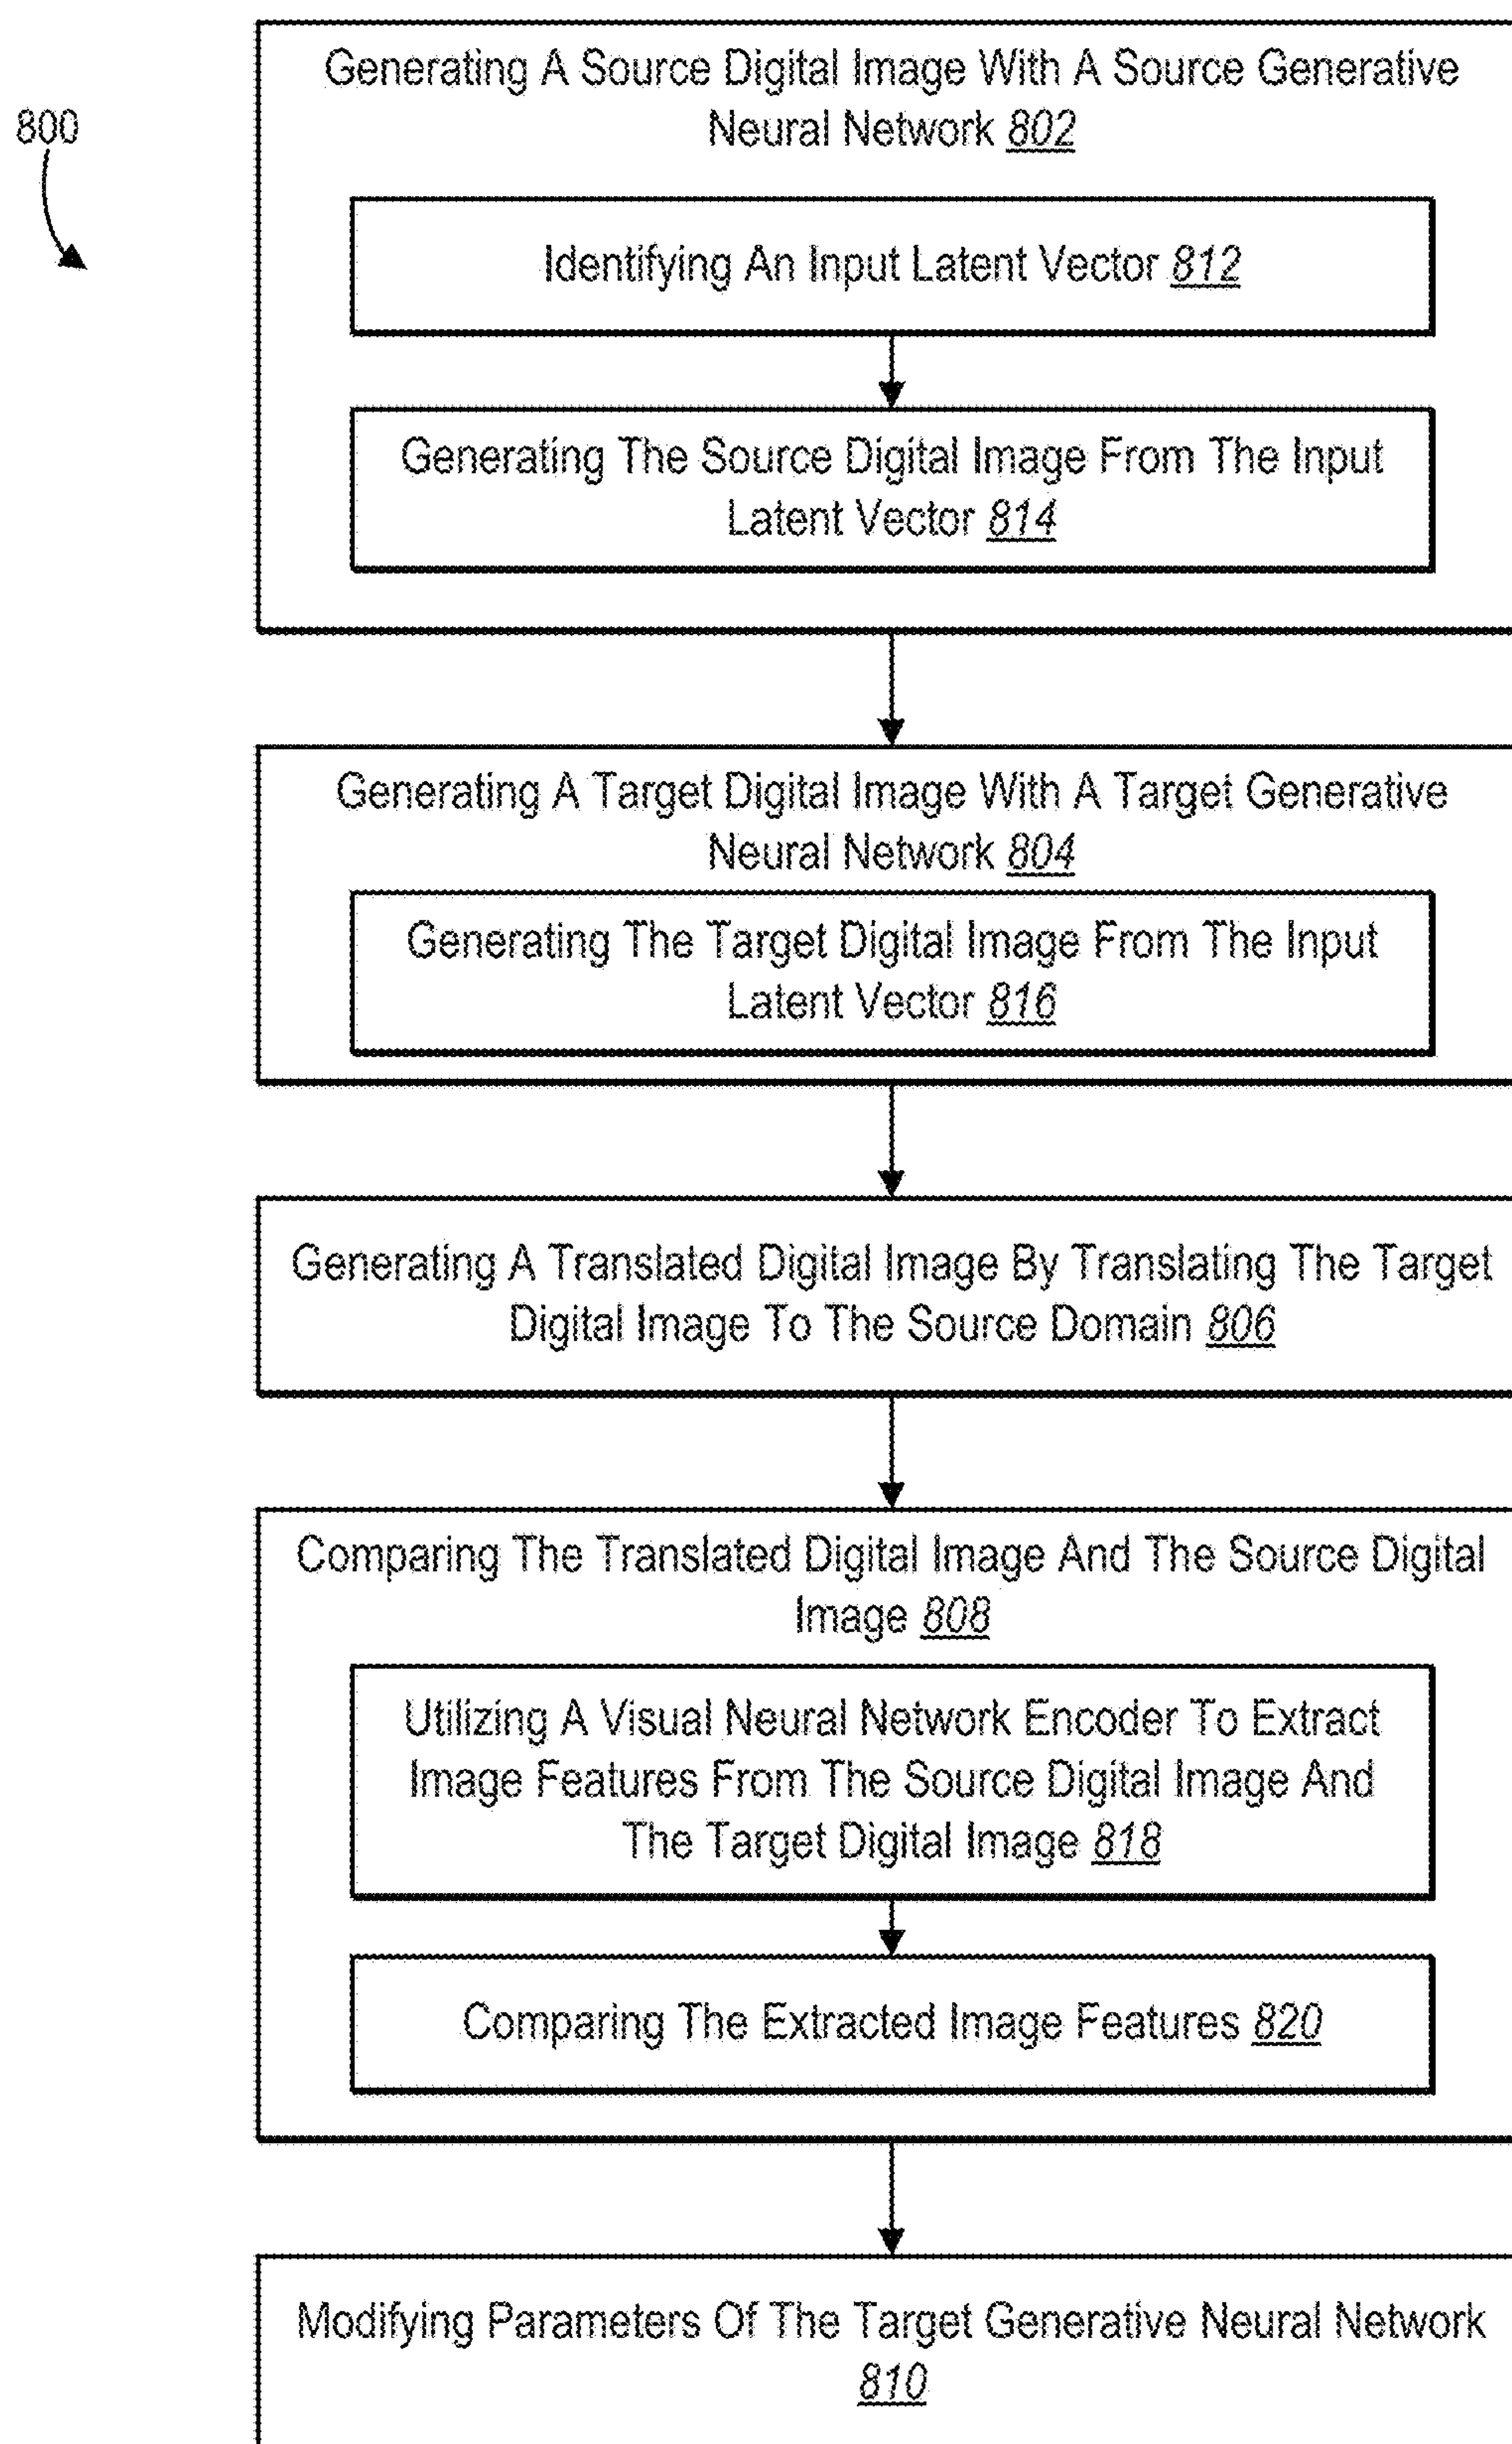 800
Generating A Source Digital Image With A Source Generative
Neural Network 802
Identifying An Input Latent Vector 812
Generating The Source Digital Image From The Input
Latent Vector 814
Generating A Target Digital Image With A Target Generative
Neural Network 804
Generating The Target Digital Image From The Input
Latent Vector 816
Generating A Translated Digital Image By Translating The Target
Digital Image To The Source Domain 806
Comparing The Translated Digital Image And The Source Digital
Image 808
Utilizing A Visual Neural Network Encoder To Extract
Image Features From The Source Digital Image And
The Target Digital Image 818
Comparing The Extracted Image Features 820
Modifying Parameters Of The Target Generative Neural Network
810